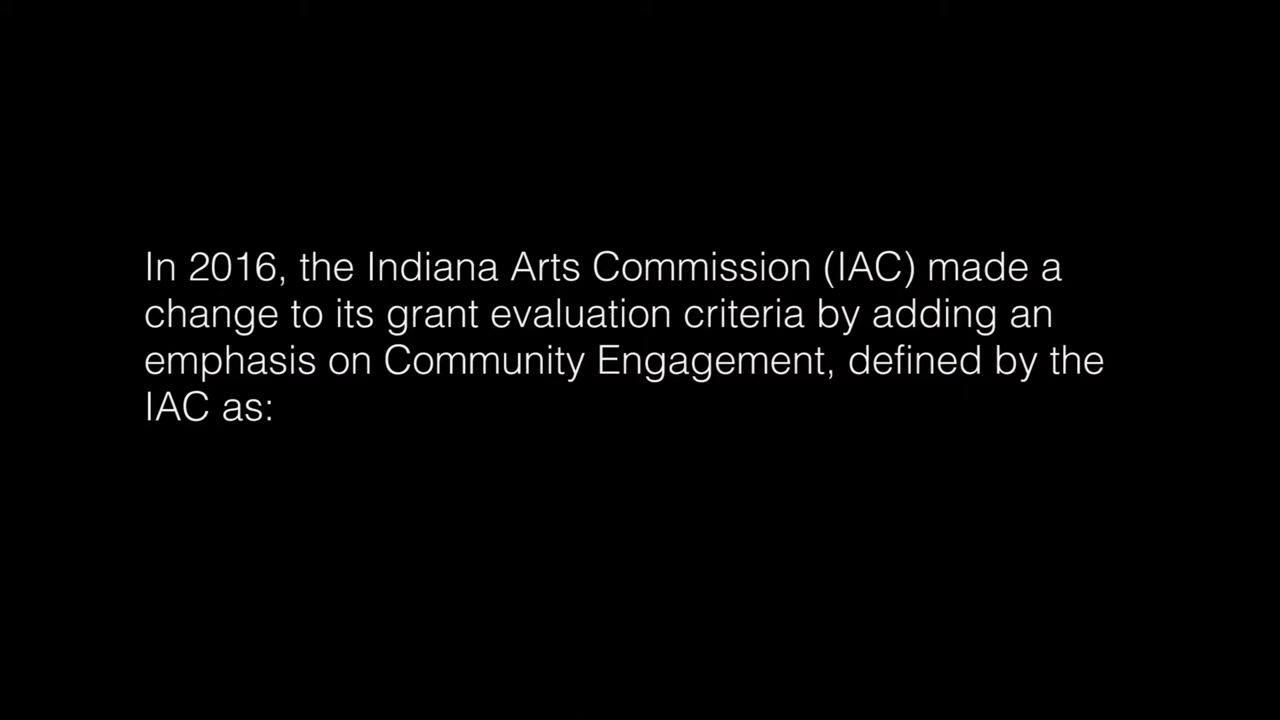 In 2016, the Indiana Arts Commission (IAC) made a
change to its grant evaluation criteria by adding an
emphasis on Community Engagement, defined by the
IAC as: